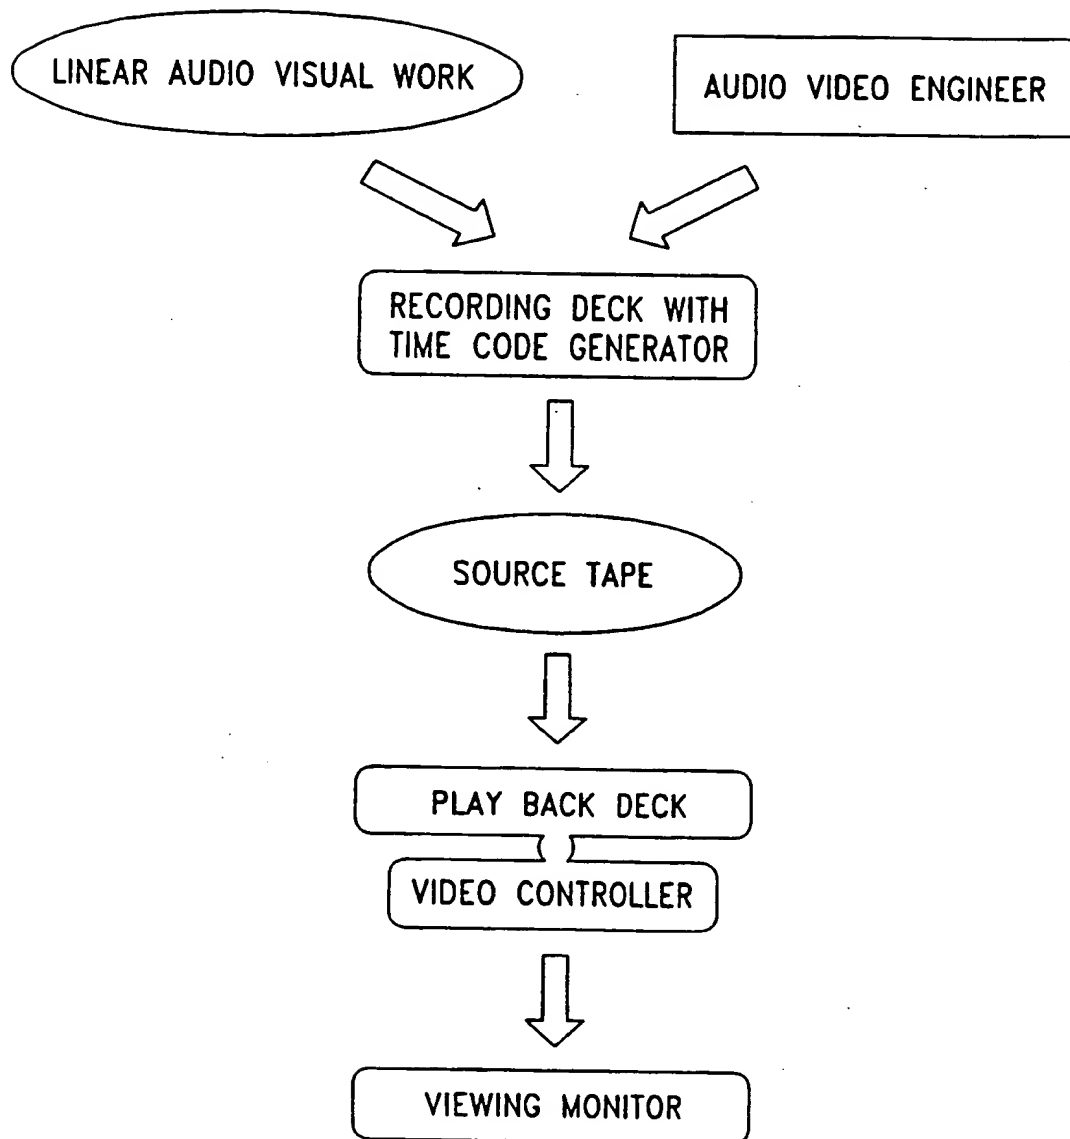 LINEAR AUDIO VISUAL WORK
AUDIO VIDEO ENGINEER
RECORDING DECK WITH
TIME CODE GENERATOR
SOURCE TAPE
PLAY BACK DECK
VIDEO CONTROLLER
VIEWING MONITOR